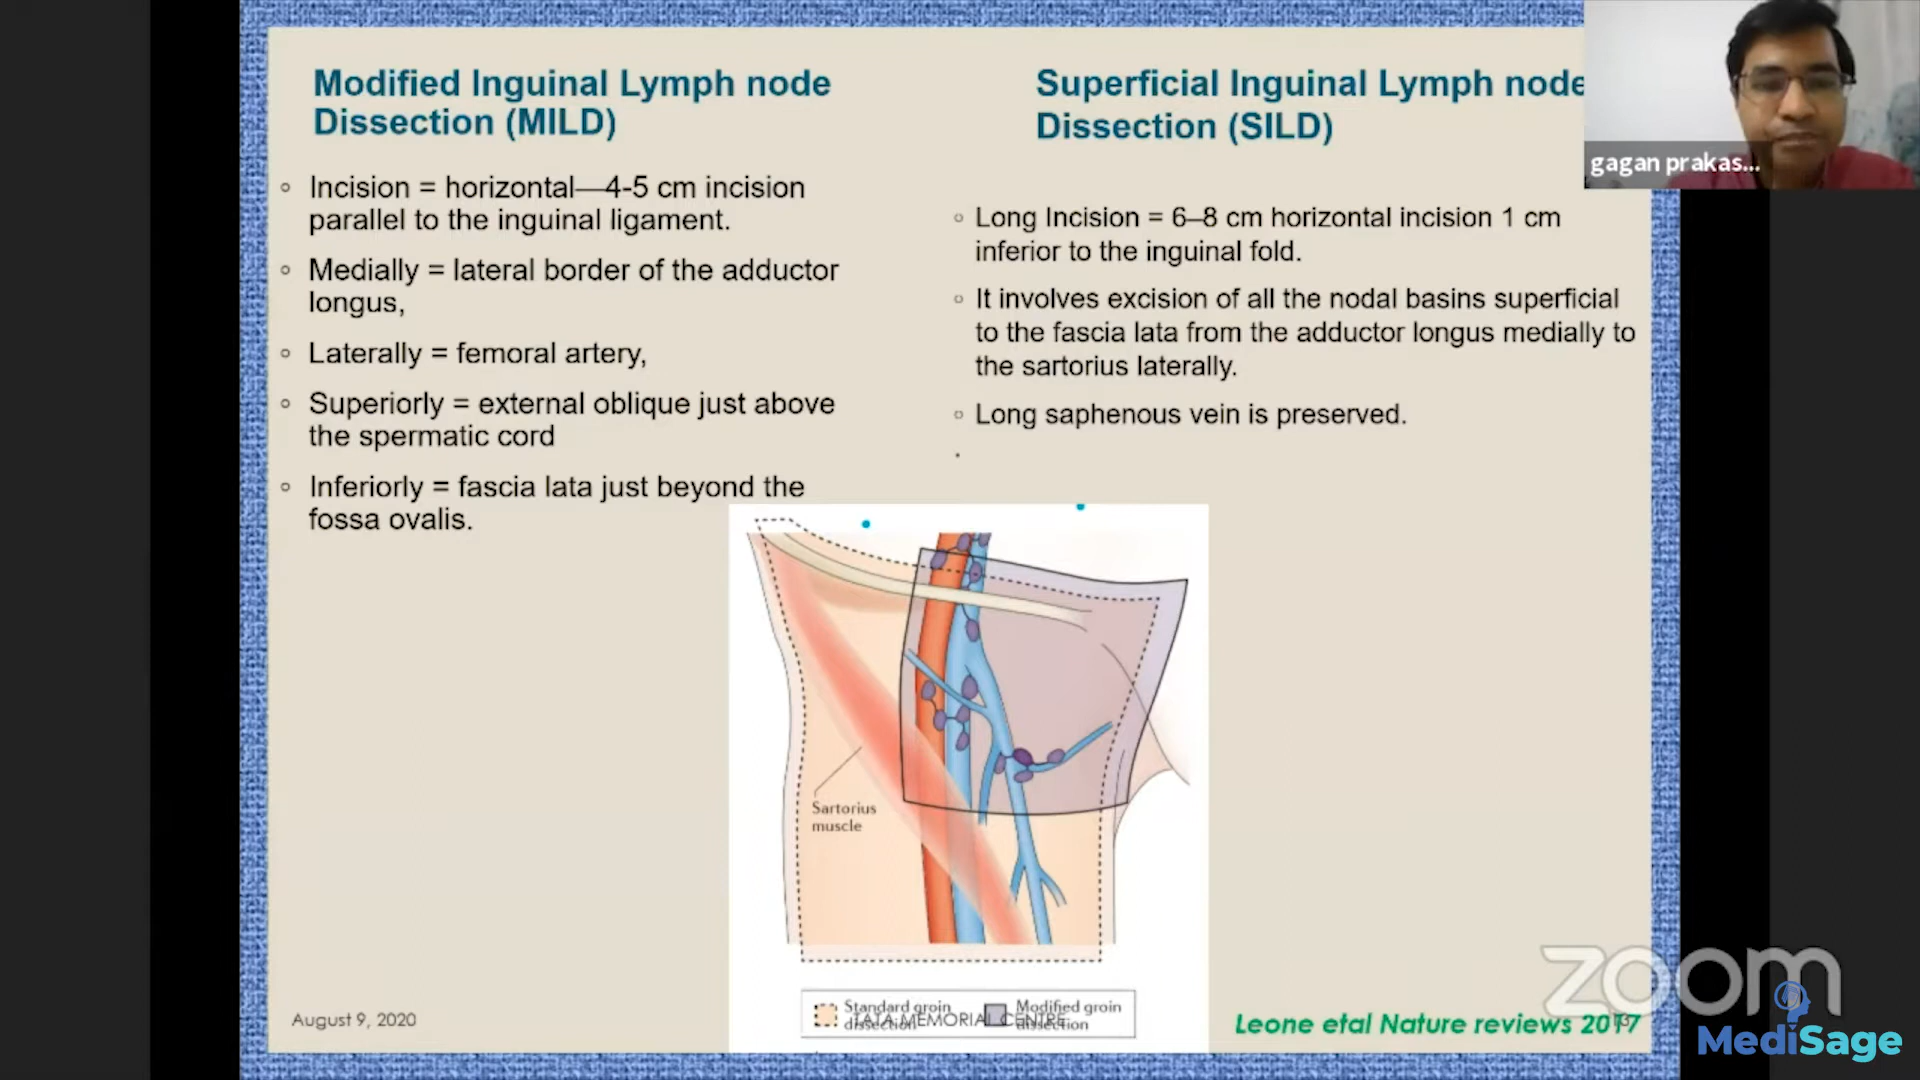 Modified Inguinal Lymph node
Dissection (MILD)
Incision = horizontal—4-5 cm incision
parallel to the inguinal ligament.
Medially = lateral border of the adductor
longus,
Laterally = femoral artery,
Superiorly = external oblique just above
the spermatic cord
Inferiorly = fascia lata just beyond the
fossa ovalis.
Superficial Inguinal Lymph node
Dissection (SILD)
Long Incision = 6–8 cm horizontal incision 1 cm
inferior to the inguinal fold.
It involves excision of all the nodal basins superficial
to the fascia lata from the adductor longus medially to
the sartorius laterally.
Long saphenous vein is preserved.
gagan prakas...
Sartorius
muscle
Standard groin
dissection
Modified groin
dissection
August 9, 2020
TATA MEMORIAL CENTRE
Leone etal Nature reviews 2017
zoom
MediSage